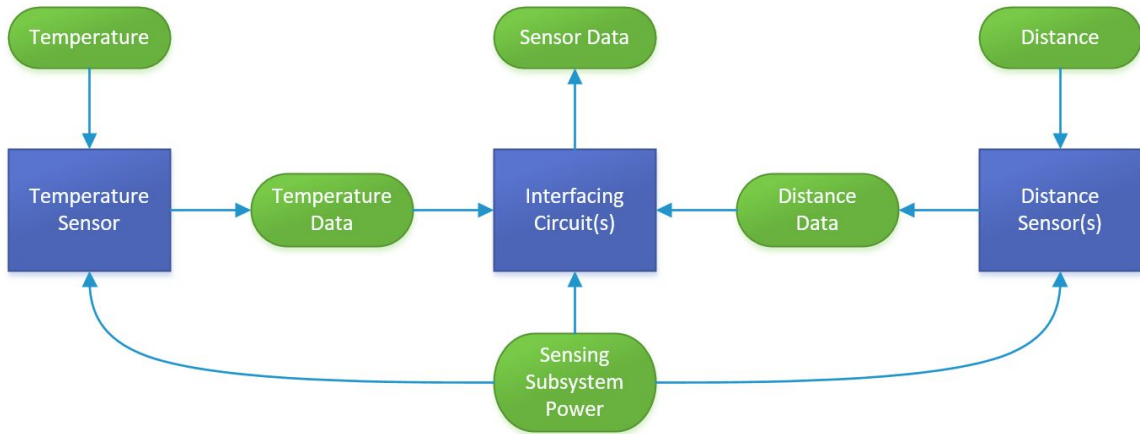 Temperature
Sensor Data
Distance
Temperature
Sensor
Temperature
Data
Interfacing
Circuit(s)
Distance
Data
Distance
Sensor(s)
Sensing
Subsystem
Power